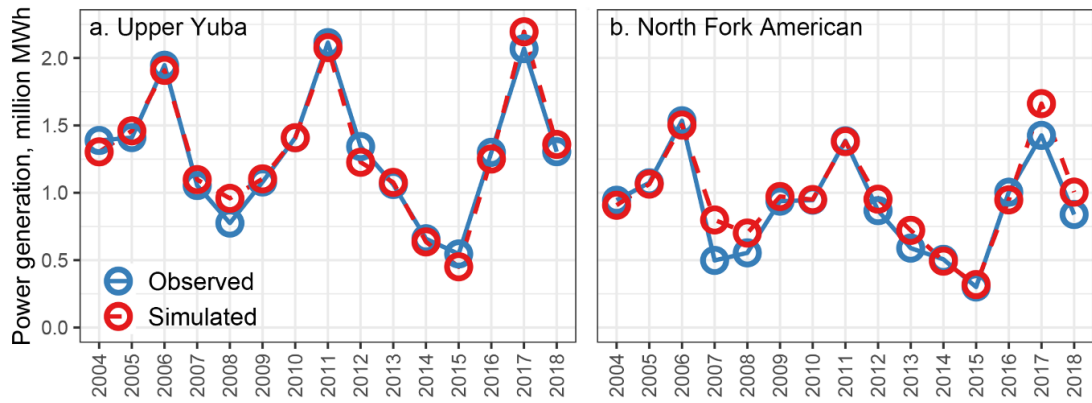 Power generation, million MWh
a. Upper Yuba
2.0
1.5
1.0
0.5
0.0
Observed
Simulated
2004 2005 2006 2007 2008 2009 2010 2011 2012 2013 2014 2015 2016 2017 2018
b. North Fork American
2004 2005 2006 2007 2008 2009 2010 2011 2012 2013 2014 2015 2016 2017 2018